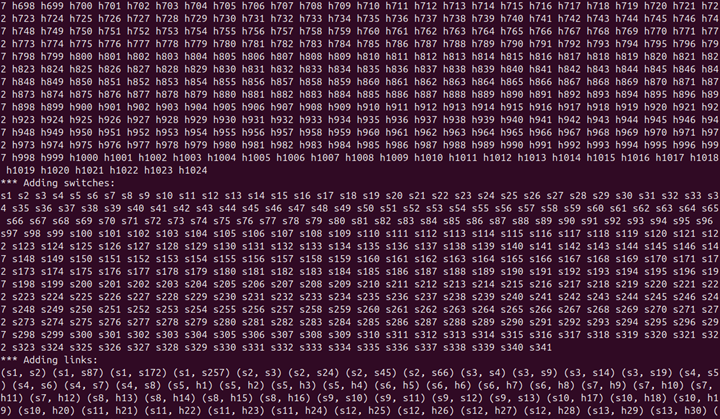 7 h698 h699 h700 h701 h702 h703 h704 h705 h706 h707 h708 h709 h710 h711 h712 h713 h714 h715 h716 h717 h718 h719 h720 h721 h72
2 h723 h724 h725 h726 h727 h728 h729 h730 h731 h732 h733 h734 h735 h736 h737 h738 h739 h740 h741 h742 h743 h744 h745 h746 h74
7 h748 h749 h750 h751 h752 h753 h754 h755 h756 h757 h758 h759 h760 h761 h762 h763 h764 h765 h766 h767 h768 h769 h770 h771 h77
2 h773 h774 h775 h776 h777 h778 h779 h780 h781 h782 h783 h784 h785 h786 h787 h788 h789 h790 h791 h792 h793 h794 h795 h796 h79
7 h798 h799 h800 h801 h802 h803 h804 h805 h806 h807 h808 h809 h810 h811 h812 h813 h814 h815 h816 h817 h818 h819 h820 h821 h82
2 h823 h824 h825 h826 h827 h828 h829 h830 h831 h832 h833 h834 h835 h836 h837 h838 h839 h840 h841 h842 h843 h844 h845 h846 h84
7 h848 h849 h850 h851 h852 h853 h854 h855 h856 h857 h858 h859 h860 h861 h862 h863 h864 h865 h866 h867 h868 h869 h870 h871 h87
2 h873 h874 h875 h876 h877 h878 h879 h880 h881 h882 h883 h884 h885 h886 h887 h888 h889 h890 h891 h892 h893 h894 h895 h896 h89
7 h898 h899 h900 h901 h902 h903 h904 h905 h906 h907 h908 h909 h910 h911 h912 h913 h914 h915 h916 h917 h918 h919 h920 h921 h92
2 h923 h924 h925 h926 h927 h928 h929 h930 h931 h932 h933 h934 h935 h936 h937 h938 h939 h940 h941 h942 h943 h944 h945 h946 h94
7 h948 h949 h950 h951 h952 h953 h954 h955 h956 h957 h958 h959 h960 h961 h962 h963 h964 h965 h966 h967 h968 h969 h970 h971 h97
2 h973 h974 h975 h976 h977 h978 h979 h980 h981 h982 h983 h984 h985 h986 h987 h988 h989 h990 h991 h992 h993 h994 h995 h996 h99
7 h998 h999 h1000 h1001 h1002 h1003 h1004 h1005 h1006 h1007 h1008 h1009 h1010 h1011 h1012 h1013 h1014 h1015 h1016 h1017 h1018
h1019 h1020 h1021 h1022 h1023 h1024
*** Adding switches:
s1 s2 s3 s4 s5 s6 s7 s8 s9 s10 s11 s12 s13 s14 s15 s16 s17 s18 s19 s20 s21 s22 s23 s24 s25 s26 s27 s28 s29 s30 s31 s32 s33 s3
4 s35 s36 s37 s38 s39 s40 s41 s42 s43 s44 s45 s46 s47 s48 s49 s50 s51 s52 s53 s54 s55 s56 s57 s58 s59 s60 s61 s62 s63 s64 s65
s66 s67 s68 s69 s70 s71 s72 s73 s74 s75 s76 s77 s78 s79 s80 s81 s82 s83 s84 s85 s86 s87 s88 s89 s90 s91 s92 s93 s94 s95 s96
s97 s98 s99 s100 s101 s102 s103 s104 s105 s106 s107 s108 s109 s110 s111 s112 s113 s114 s115 s116 s117 s118 s119 s120 s121 s12
2 s123 s124 s125 s126 s127 s128 s129 s130 s131 s132 s133 s134 s135 s136 s137 s138 s139 s140 s141 s142 s143 s144 s145 s146 s14
7 s148 s149 s150 s151 s152 s153 s154 s155 s156 s157 s158 s159 s160 s161 s162 s163 s164 s165 s166 s167 s168 s169 s170 s171 s17
2 s173 s174 s175 s176 s177 s178 s179 s180 s181 s182 s183 s184 s185 s186 s187 s188 s189 s190 s191 s192 s193 s194 s195 s196 s19
7 s198 s199 s200 s201 s202 s203 s204 s205 s206 s207 s208 s209 s210 s211 s212 s213 s214 s215 s216 s217 s218 s219 s220 s221 s22
2 s223 s224 s225 s226 s227 s228 s229 s230 s231 s232 s233 s234 s235 s236 s237 s238 s239 s240 s241 s242 s243 s244 s245 s246 s24
7 s248 s249 s250 s251 s252 s253 s254 s255 s256 s257 s258 s259 s260 s261 s262 s263 s264 s265 s266 s267 s268 s269 s270 s271 s27
2 s273 s274 s275 s276 s277 s278 s279 s280 s281 s282 s283 s284 s285 s286 s287 s288 s289 s290 s291 s292 s293 s294 s295 s296 s29
7 s298 s299 s300 s301 s302 s303 s304 s305 s306 s307 s308 s309 s310 s311 s312 s313 s314 s315 s316 s317 s318 s319 s320 s321 s32
2 s323 s324 s325 s326 s327 s328 s329 s330 s331 s332 s333 s334 s335 s336 s337 s338 s339 s340 s341
*** Adding links:
(s1, s2) (s1, s87) (s1, s172) (s1, s257) (s2, s3) (s2, s24) (s2, s45) (s2, s66) (s3, s4) (s3, s9) (s3, s14) (s3, s19) (s4, s5
) (s4, s6) (s4, s7) (s4, s8) (s5, h1) (s5, h2) (s5, h3) (s5, h4) (s6, h5) (s6, h6) (s6, h7) (s6, h8) (s7, h9) (s7, h10) (s7,
h11) (s7, h12) (s8, h13) (s8, h14) (s8, h15) (s8, h16) (s9, s10) (s9, s11) (s9, s12) (s9, s13) (s10, h17) (s10, h18) (s10, h1
9) (s10, h20) (s11, h21) (s11, h22) (s11, h23) (s11, h24) (s12, h25) (s12, h26) (s12, h27) (s12, h28) (s13, h29) (s13, h30)